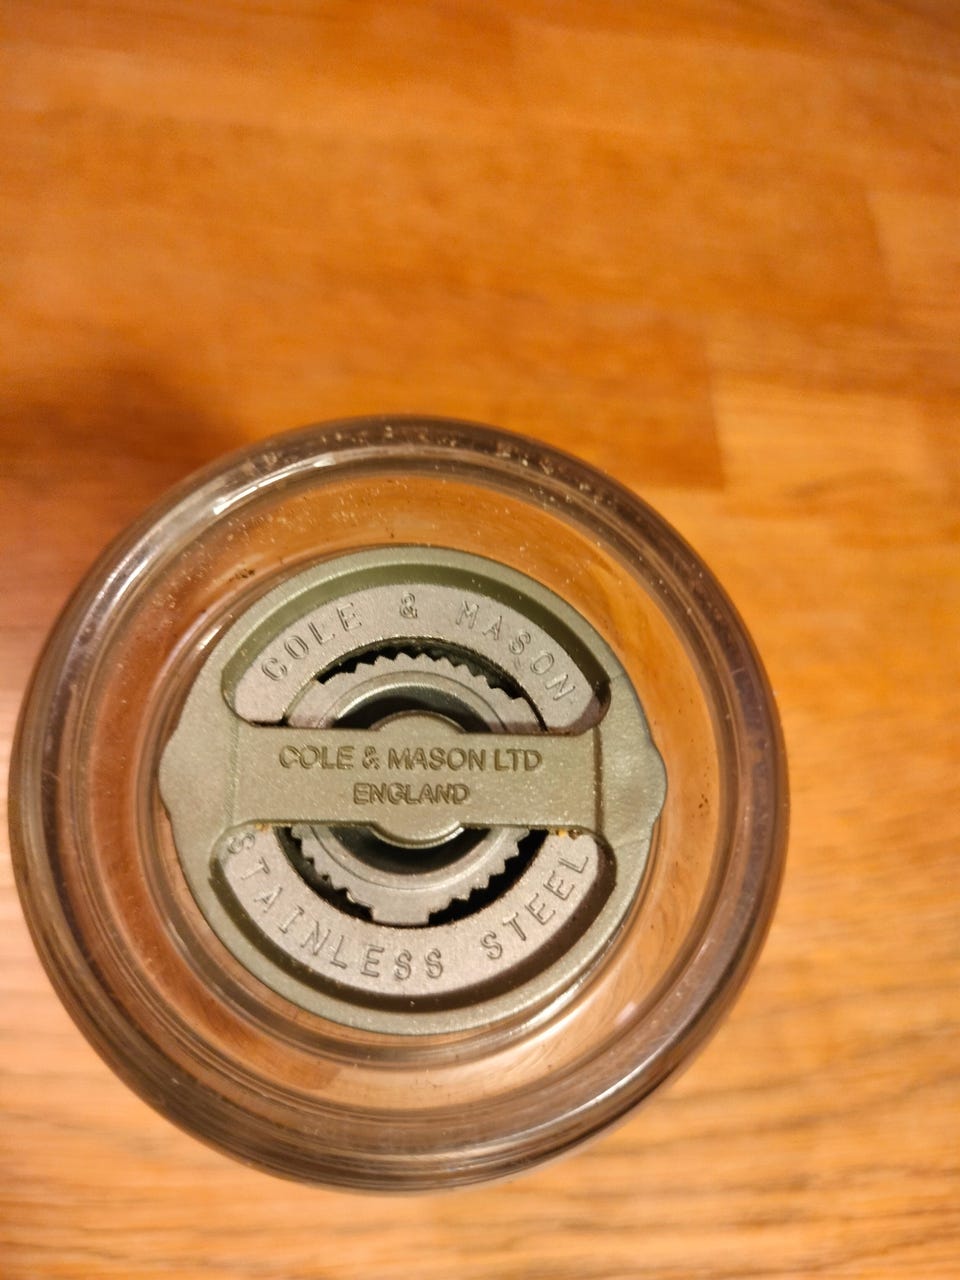 COLE & MASON
COLE & MASON LTD
ENGLAND
STAINLESS STEEL